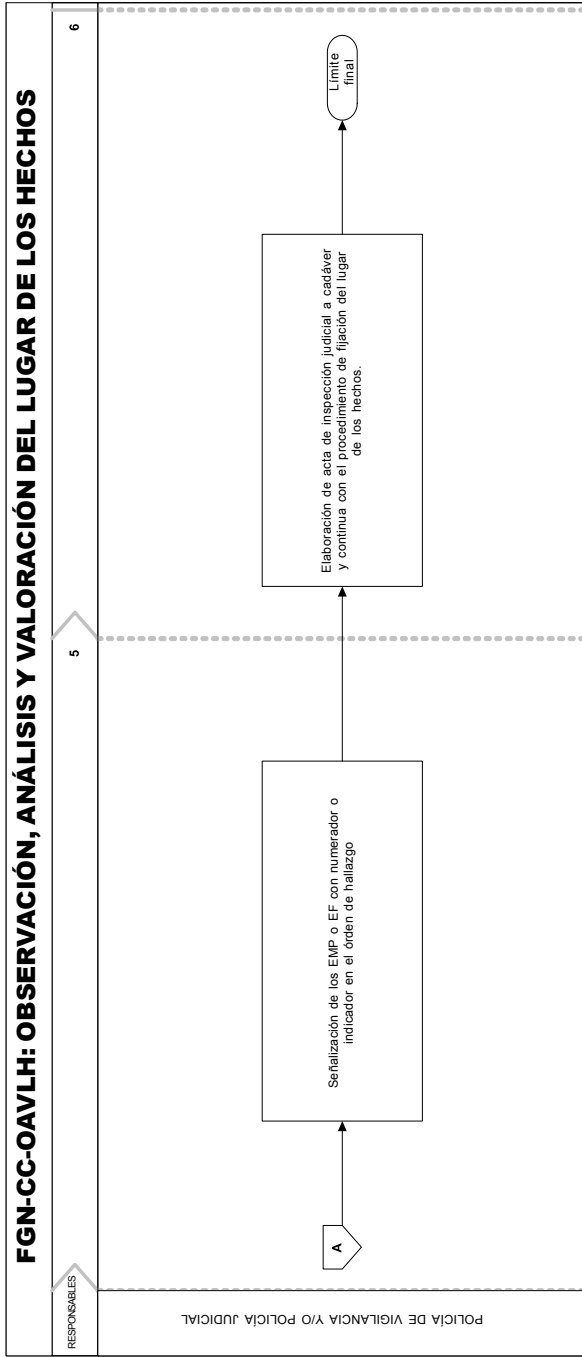 FGN-CC-OAVLH: OBSERVACIÓN, ANÁLISIS Y VALORACIÓN DEL LUGAR DE LOS HECHOS
RESPONSABLES
5
6
POLICÍA DE VIGILANCIA Y/O POLICÍA JUDICIAL
A
Señalización de los EMP o EF con numerador o
indicador en el órden de hallazgo
Elaboración de acta de inspección judicial a cadáver
y continua con el procedimiento de fijación del lugar
de los hechos.
Límite
final